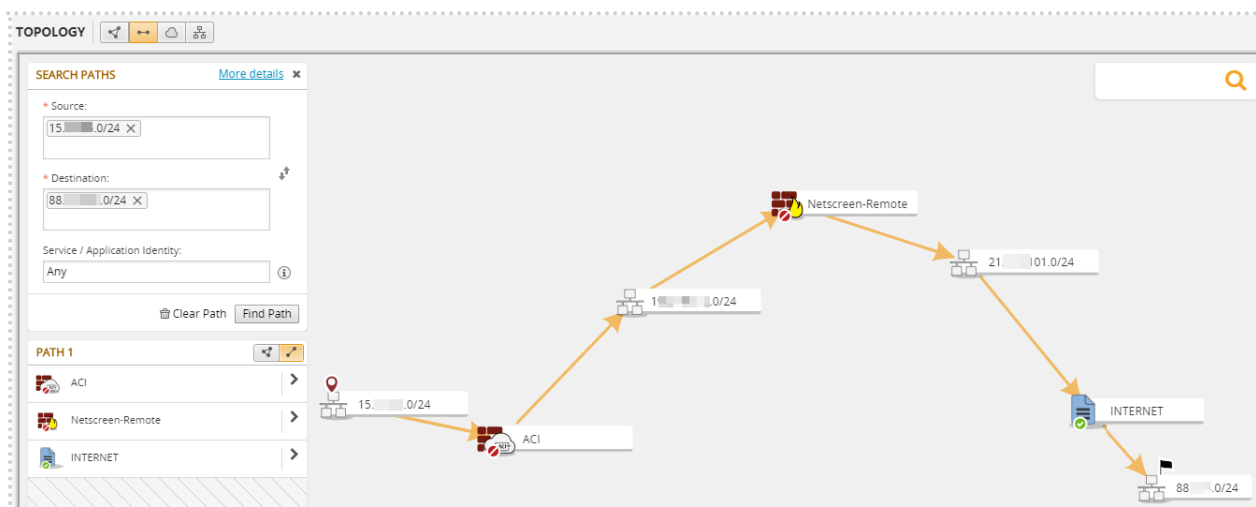 TOPOLOGY
SEARCH PATHS More details
* Source:
15. .0/24
* Destination:
88. .0/24
Service / Application Identity:
Any
Clear Path Find Path
PATH 1
ACI
Netscreen-Remote
INTERNET
Netscreen-Remote
21. 101.0/24
1 .0/24
15. .0/24
ACI
INTERNET
88 .0/24